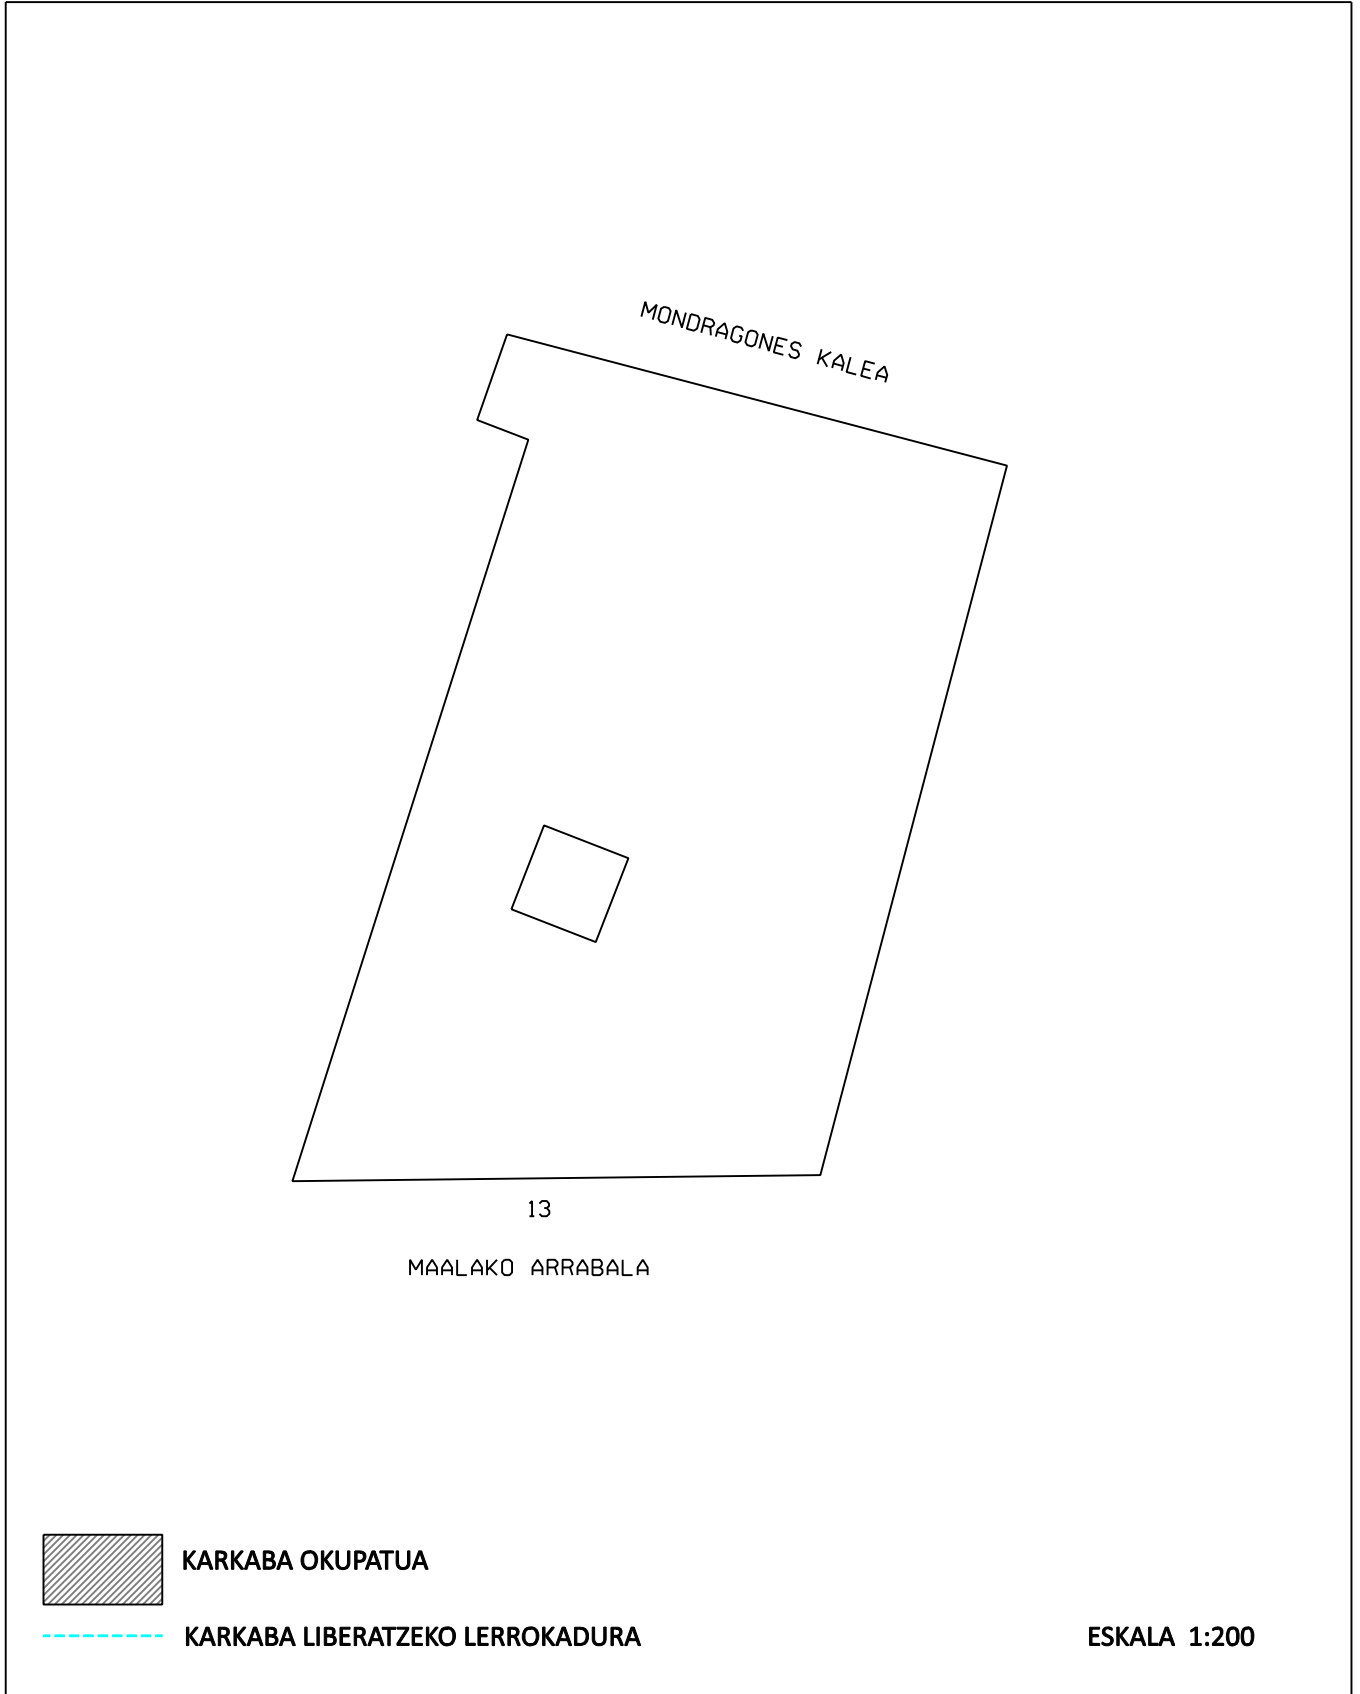 MONDRAGONES KALEA
13
MAALAKO ARRABALA
KARKABA OKUPATUA
KARKABA LIBERATZEKO LERROKADURA
ESKALA 1:200